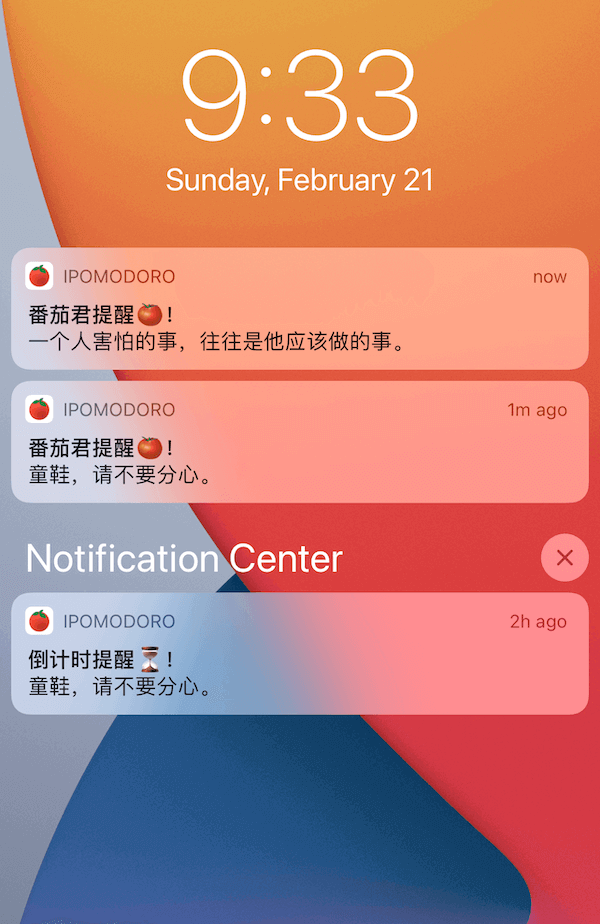 9:33
Sunday, February 21
IPOMODORO now
番茄君提醒🍅！
一个人害怕的事，往往是他应该做的事。
IPOMODORO 1m ago
番茄君提醒🍅！
童鞋，请不要分心。
Notification Center
IPOMODORO 2h ago
倒计时提醒⏳！
童鞋，请不要分心。